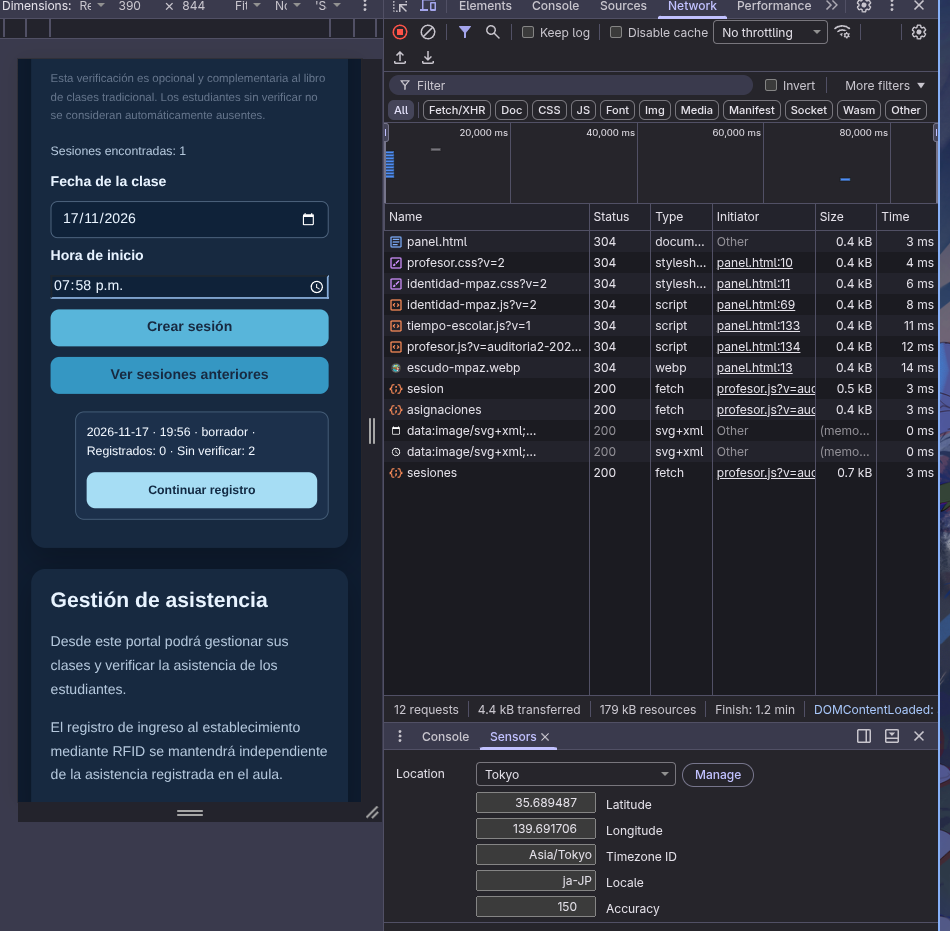 Dimensions: Re 390 × 844 Fit Nc 'S
Esta verificación es opcional y complementaria al libro
de clases tradicional. Los estudiantes sin verificar no
se consideran automáticamente ausentes.
Sesiones encontradas: 1
Fecha de la clase
17/11/2026
Hora de inicio
07:58 p.m.
Crear sesión
Ver sesiones anteriores
2026-11-17 · 19:56 · borrador ·
Registrados: 0 · Sin verificar: 2
Continuar registro
Gestión de asistencia
Desde este portal podrá gestionar sus
clases y verificar la asistencia de los
estudiantes.
El registro de ingreso al establecimiento
mediante RFID se mantendrá independiente
de la asistencia registrada en el aula.
Elements Console Sources Network Performance
Keep log Disable cache No throttling
Filter Invert More filters
All Fetch/XHR Doc CSS JS Font Img Media Manifest Socket Wasm Other
20,000 ms 40,000 ms 60,000 ms 80,000 ms
Name Status Type Initiator Size Time
panel.html 304 docum... Other 0.4 kB 3 ms
profesor.css?v=2 304 stylesh... panel.html:10 0.4 kB 4 ms
identidad-mpaz.css?v=2 304 stylesh... panel.html:11 0.4 kB 6 ms
identidad-mpaz.js?v=2 304 script panel.html:69 0.4 kB 8 ms
tiempo-escolar.js?v=1 304 script panel.html:133 0.4 kB 11 ms
profesor.js?v=auditoria2-202... 304 script panel.html:134 0.4 kB 12 ms
escudo-mpaz.webp 304 webp panel.html:13 0.4 kB 14 ms
sesion 200 fetch profesor.js?v=aud 0.5 kB 3 ms
asignaciones 200 fetch profesor.js?v=aud 0.4 kB 3 ms
data:image/svg+xml;... 200 svg+xml Other (memo... 0 ms
data:image/svg+xml;... 200 svg+xml Other (memo... 0 ms
sesiones 200 fetch profesor.js?v=aud 0.7 kB 3 ms
12 requests 4.4 kB transferred 179 kB resources Finish: 1.2 min DOMContentLoaded:
Console Sensors
Location Tokyo Manage
35.689487 Latitude
139.691706 Longitude
Asia/Tokyo Timezone ID
ja-JP Locale
150 Accuracy